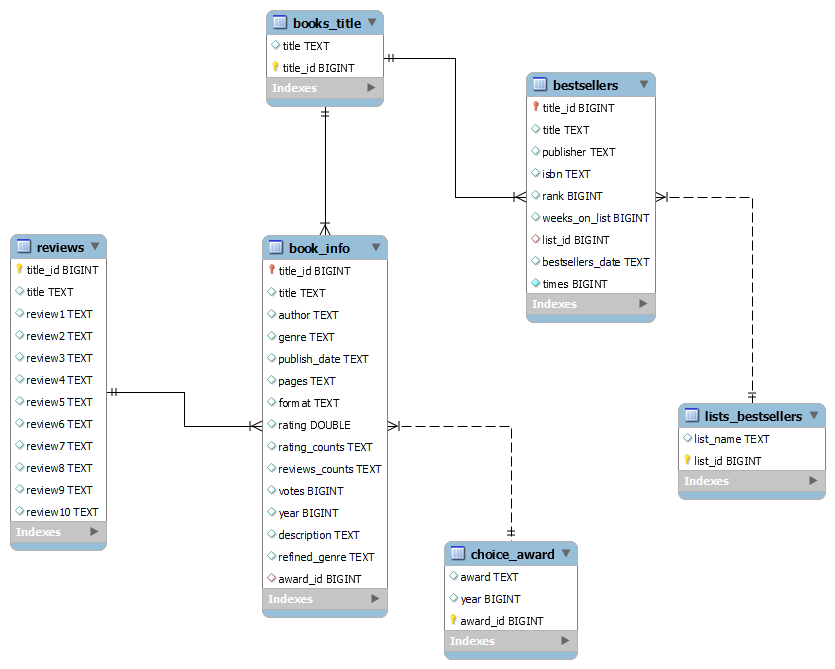 books_title
title TEXT
title_id BIGINT
Indexes
bestsellers
title_id BIGINT
title TEXT
publisher TEXT
isbn TEXT
rank BIGINT
weeks_on_list BIGINT
list_id BIGINT
bestsellers_date TEXT
times BIGINT
Indexes
reviews
title_id BIGINT
title TEXT
review1 TEXT
review2 TEXT
review3 TEXT
review4 TEXT
review5 TEXT
review6 TEXT
review7 TEXT
review8 TEXT
review9 TEXT
review10 TEXT
Indexes
book_info
title_id BIGINT
title TEXT
author TEXT
genre TEXT
publish_date TEXT
pages TEXT
format TEXT
rating DOUBLE
rating_counts TEXT
reviews_counts TEXT
votes BIGINT
year BIGINT
description TEXT
refined_genre TEXT
award_id BIGINT
Indexes
lists_bestsellers
list_name TEXT
list_id BIGINT
Indexes
choice_award
award TEXT
year BIGINT
award_id BIGINT
Indexes